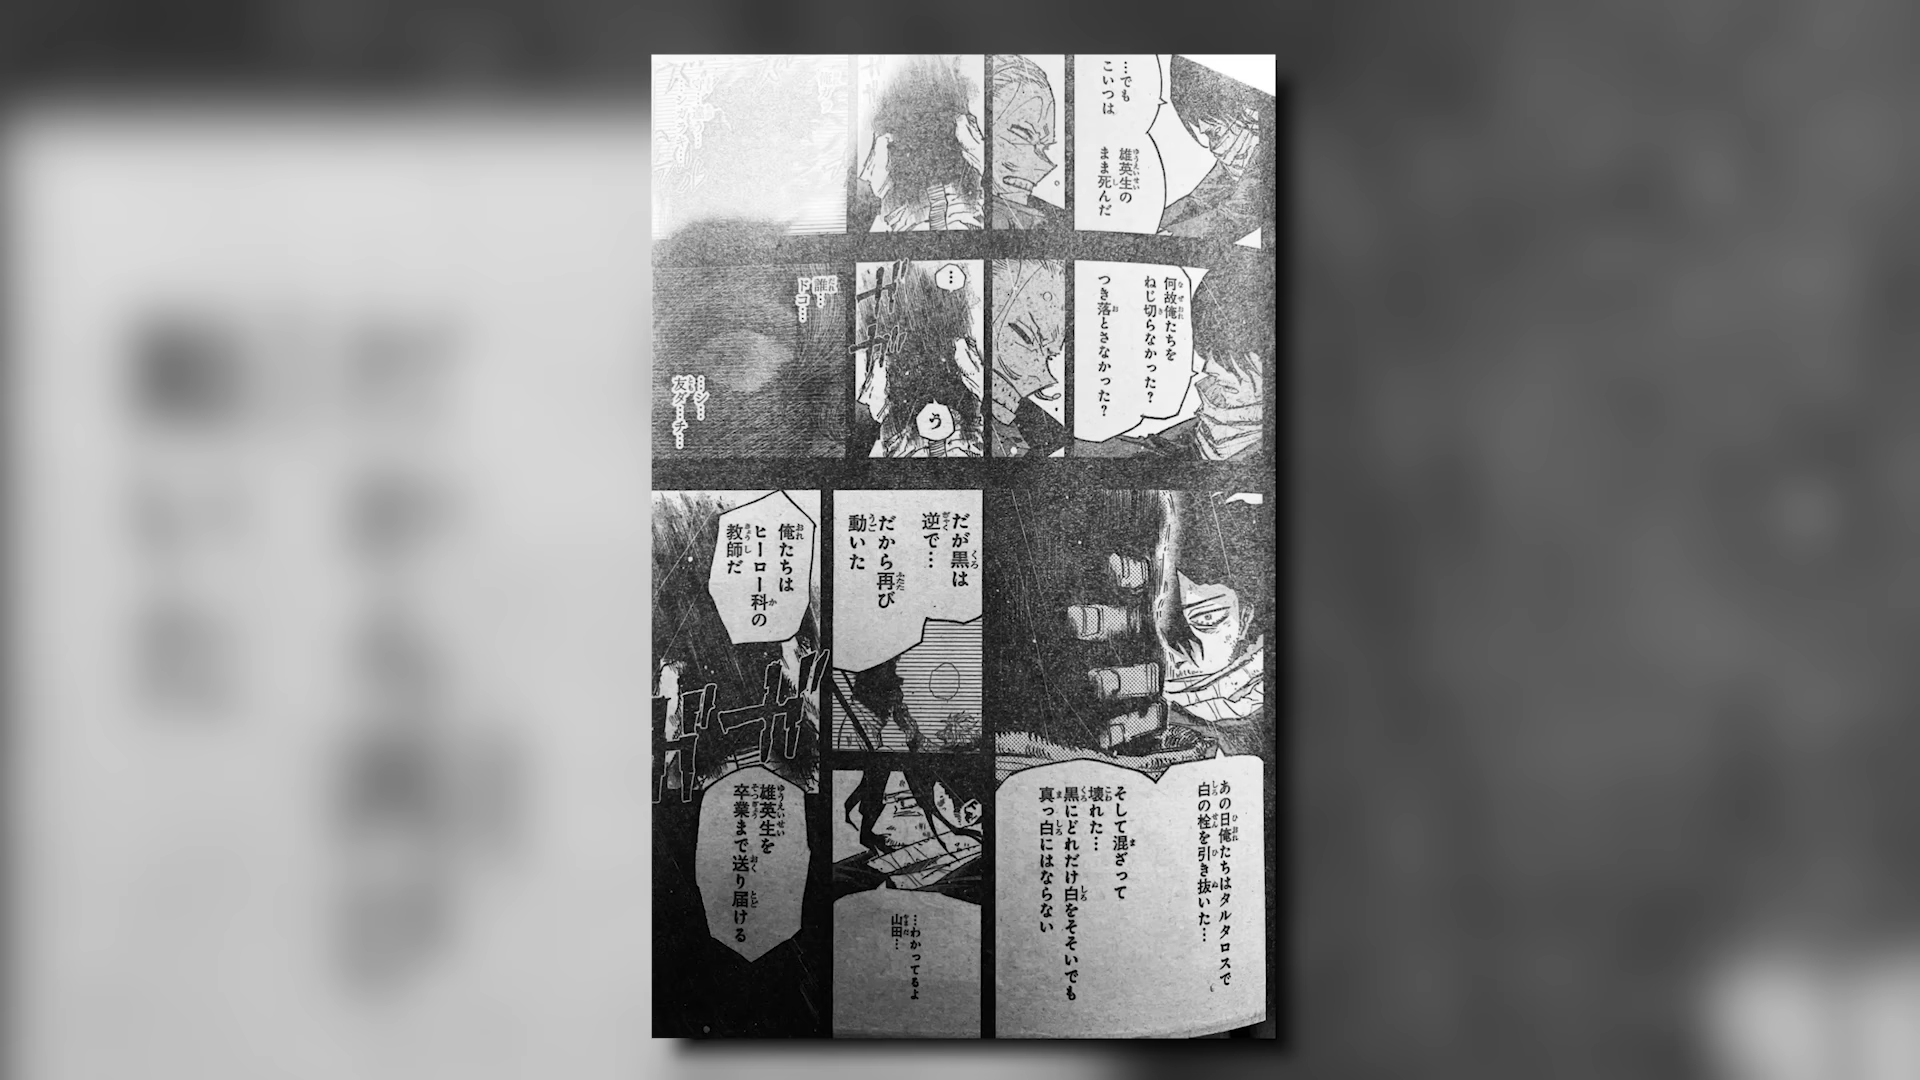 …でも
こいつは
雄英生の
まま死んだ
何故俺たちを
ねじ切らなかった？
つき落とさなかった？
…
う
誰…
ドコ…
…シ…
友ダ…チ…
あの日俺たちはタルタロスで
白の栓を引き抜いた…
そして混ざって
壊れた…
黒にどれだけ白をそそいでも
真っ白にはならない
だが黒は
逆で…
だから再び
動いた
…わかってるよ
山田…
俺たちは
ヒーロー科の
教師だ
雄英生を
卒業まで送り届ける